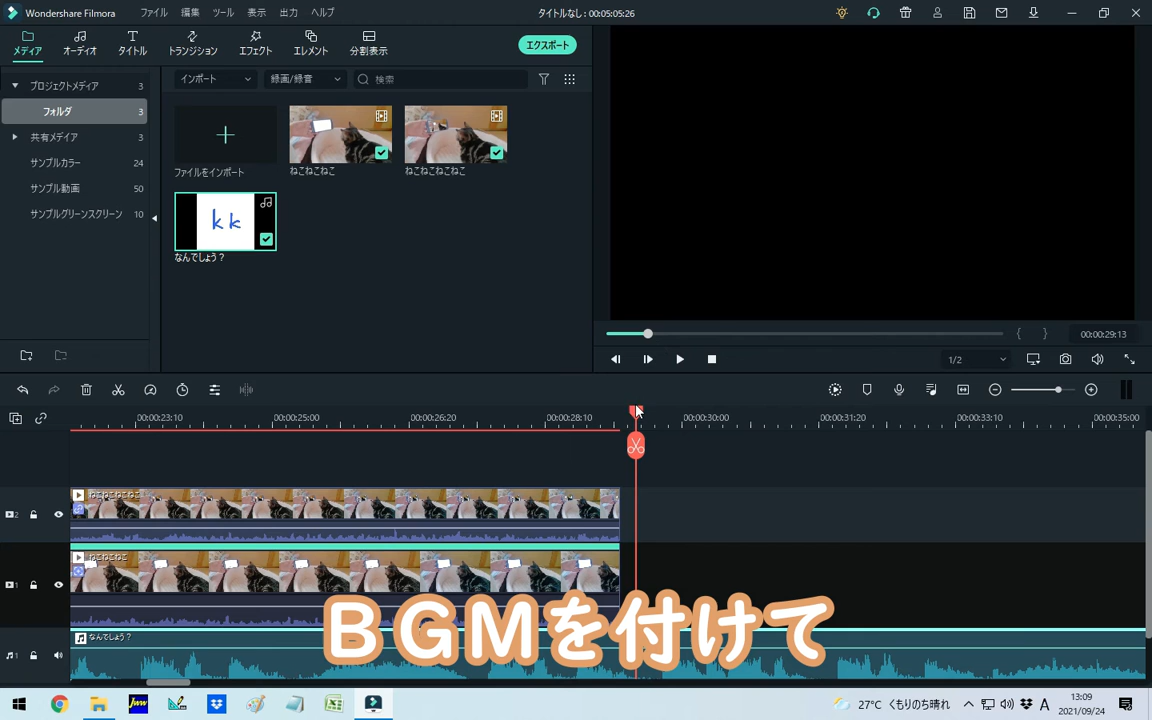 Wondershare Filmora
ファイル 編集 ツール 表示 出力 ヘルプ
タイトルなし : 00:05:05:26
メディア オーディオ タイトル トランジション エフェクト エレメント 分割表示
エクスポート
プロジェクトメディア 3
フォルダ 3
共有メデイア 3
サンプルカラー 24
サンプル動画 50
サンプルグリーンスクリーン 10
インポート 録画/録音 検索
ファイルをインポート
ねこねこねこ
ねこねこねこねこ
kk
なんでしょう？
00:00:29:13
1/2
00:00:23:10 00:00:25:00 00:00:26:20 00:00:28:10 00:00:30:00 00:00:31:20 00:00:33:10 00:00:35:00
2
ねこねこねこねこ
1
ねこねこねこ
1
なんでしょう？
ＢＧＭを付けて
Jww
27°C くもりのち晴れ
A
13:09
2021/09/24